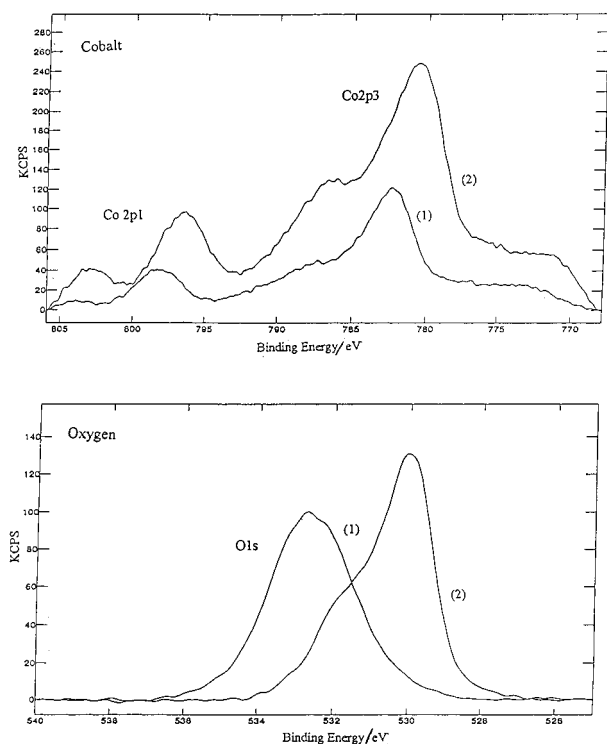 280
260
240
220
200
180
160
140
120
100
80
60
40
20
0
KCPS
Cobalt
Co2p3
(2)
Co 2p1
(1)
805 800 795 790 785 780 775 770
Binding Energy/eV
140
120
100
80
60
40
20
0
KCPS
Oxygen
(1)
O1s
(2)
540 538 536 534 532 530 528 526
Binding Energy/eV